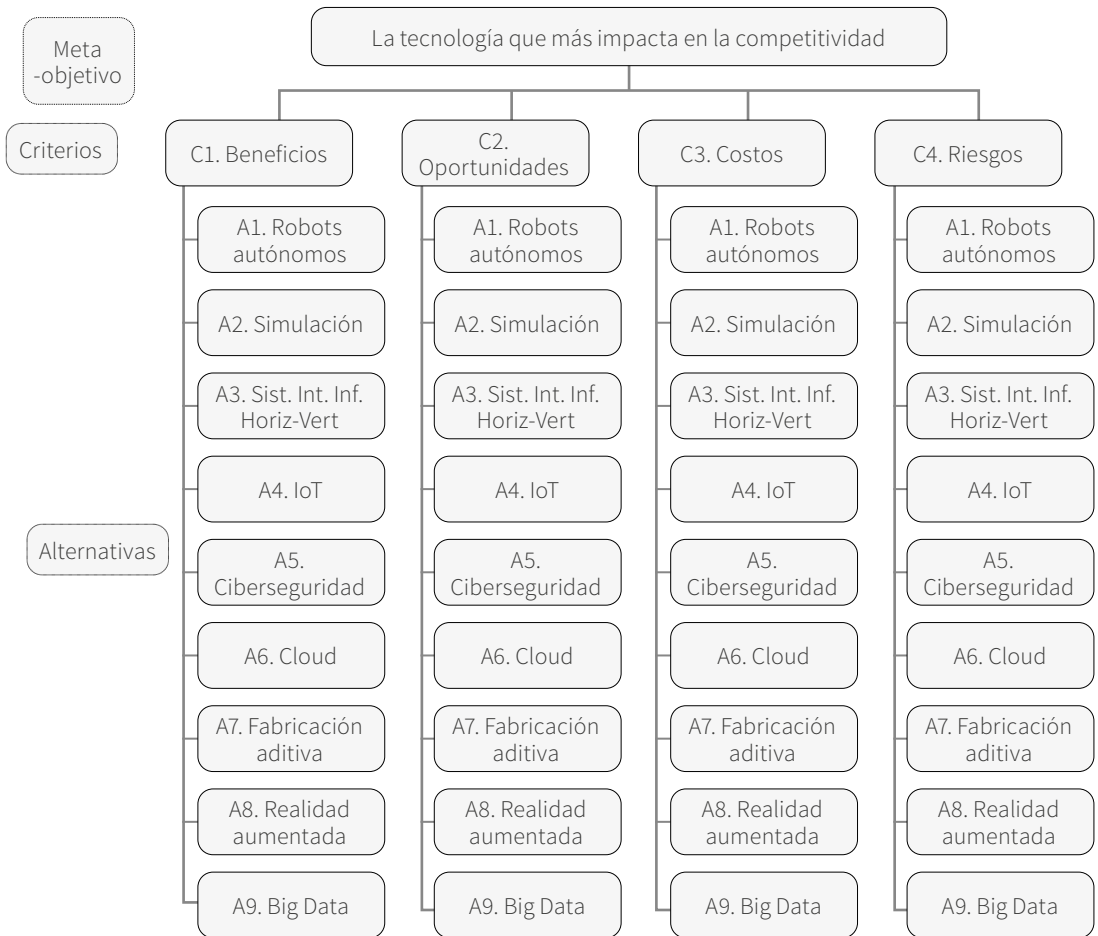 Meta
-objetivo
La tecnología que más impacta en la competitividad
Criterios
C1. Beneficios
C2.
Oportunidades
C3. Costos
C4. Riesgos
Alternativas
A1. Robots
autónomos
A2. Simulación
A3. Sist. Int. Inf.
Horiz-Vert
A4. IoT
A5.
Ciberseguridad
A6. Cloud
A7. Fabricación
aditiva
A8. Realidad
aumentada
A9. Big Data
A1. Robots
autónomos
A2. Simulación
A3. Sist. Int. Inf.
Horiz-Vert
A4. IoT
A5.
Ciberseguridad
A6. Cloud
A7. Fabricación
aditiva
A8. Realidad
aumentada
A9. Big Data
A1. Robots
autónomos
A2. Simulación
A3. Sist. Int. Inf.
Horiz-Vert
A4. IoT
A5.
Ciberseguridad
A6. Cloud
A7. Fabricación
aditiva
A8. Realidad
aumentada
A9. Big Data
A1. Robots
autónomos
A2. Simulación
A3. Sist. Int. Inf.
Horiz-Vert
A4. IoT
A5.
Ciberseguridad
A6. Cloud
A7. Fabricación
aditiva
A8. Realidad
aumentada
A9. Big Data